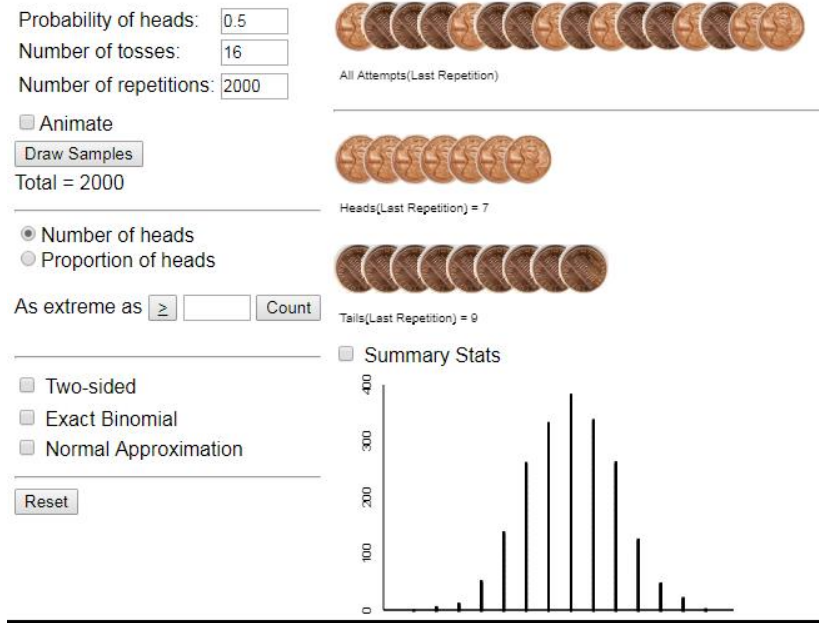 Probability of heads: 0.5
Number of tosses: 16
Number of repetitions: 2000
Animate
Draw Samples
Total = 2000
Number of heads
Proportion of heads
As extreme as ≥ Count
Two-sided
Exact Binomial
Normal Approximation
Reset
All Attempts(Last Repetition)
Heads(Last Repetition) = 7
Tails(Last Repetition) = 9
Summary Stats
400
300
200
100
0